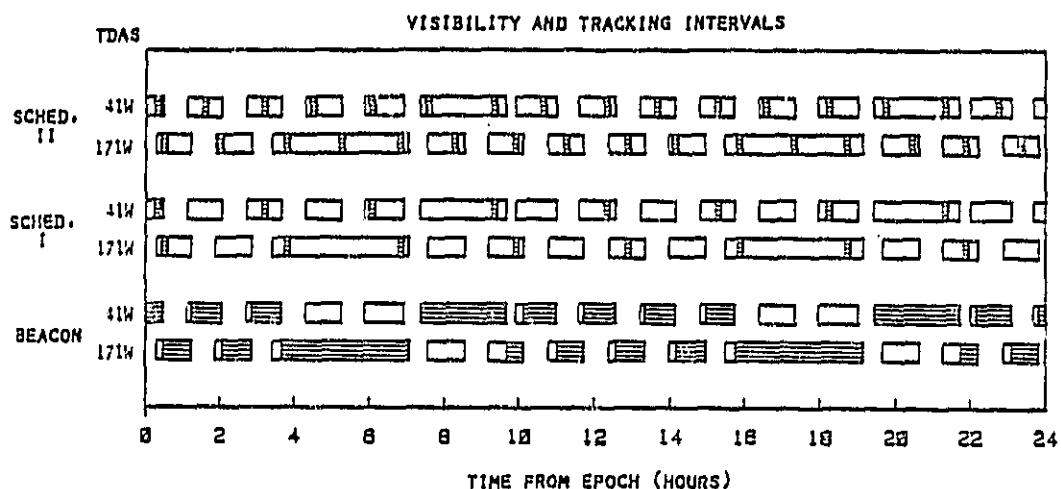 VISIBILITY AND TRACKING INTERVALS
TDAS
SCHED. II
41W
171W
SCHED. I
41W
171W
BEACON
41W
171W
0 2 4 6 8 10 12 14 16 18 20 22 24
TIME FROM EPOCH (HOURS)